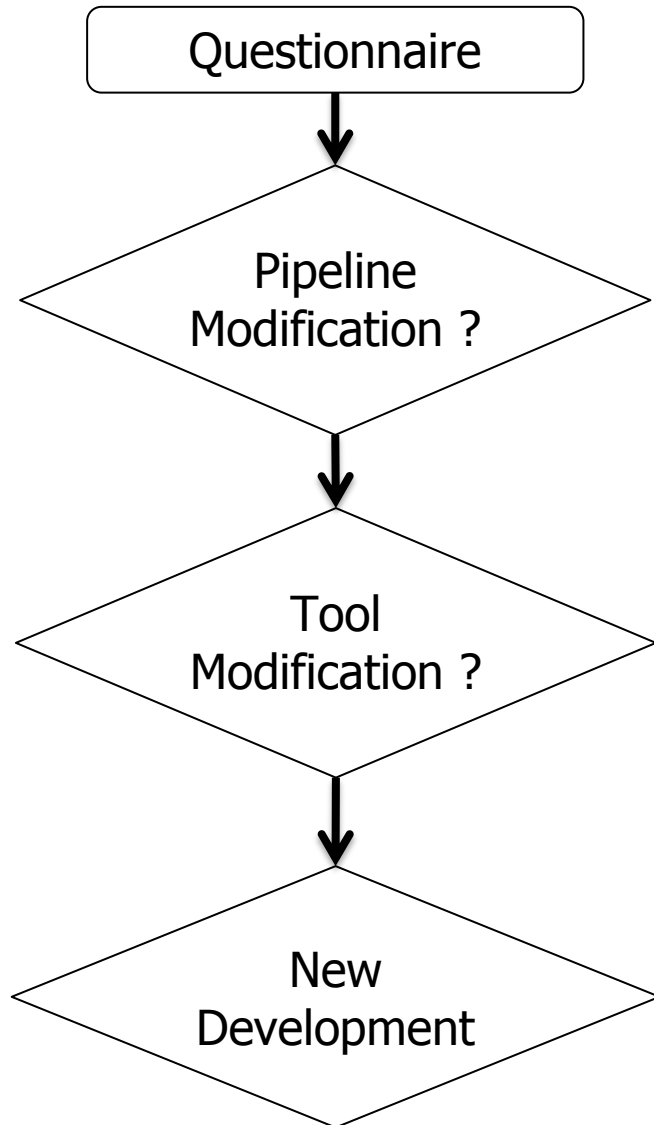 Questionnaire
Pipeline
Modification ?
Tool
Modification ?
New
Development